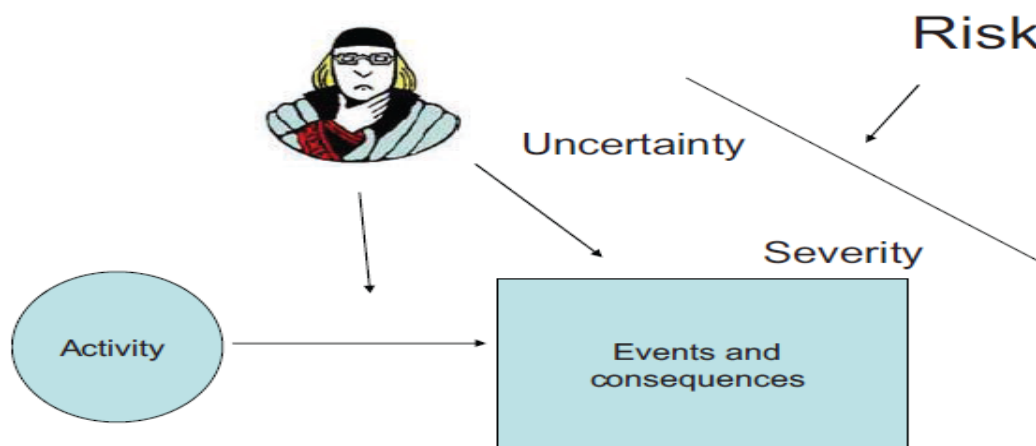 Risk
Uncertainty
Severity
Activity
Events and
consequences